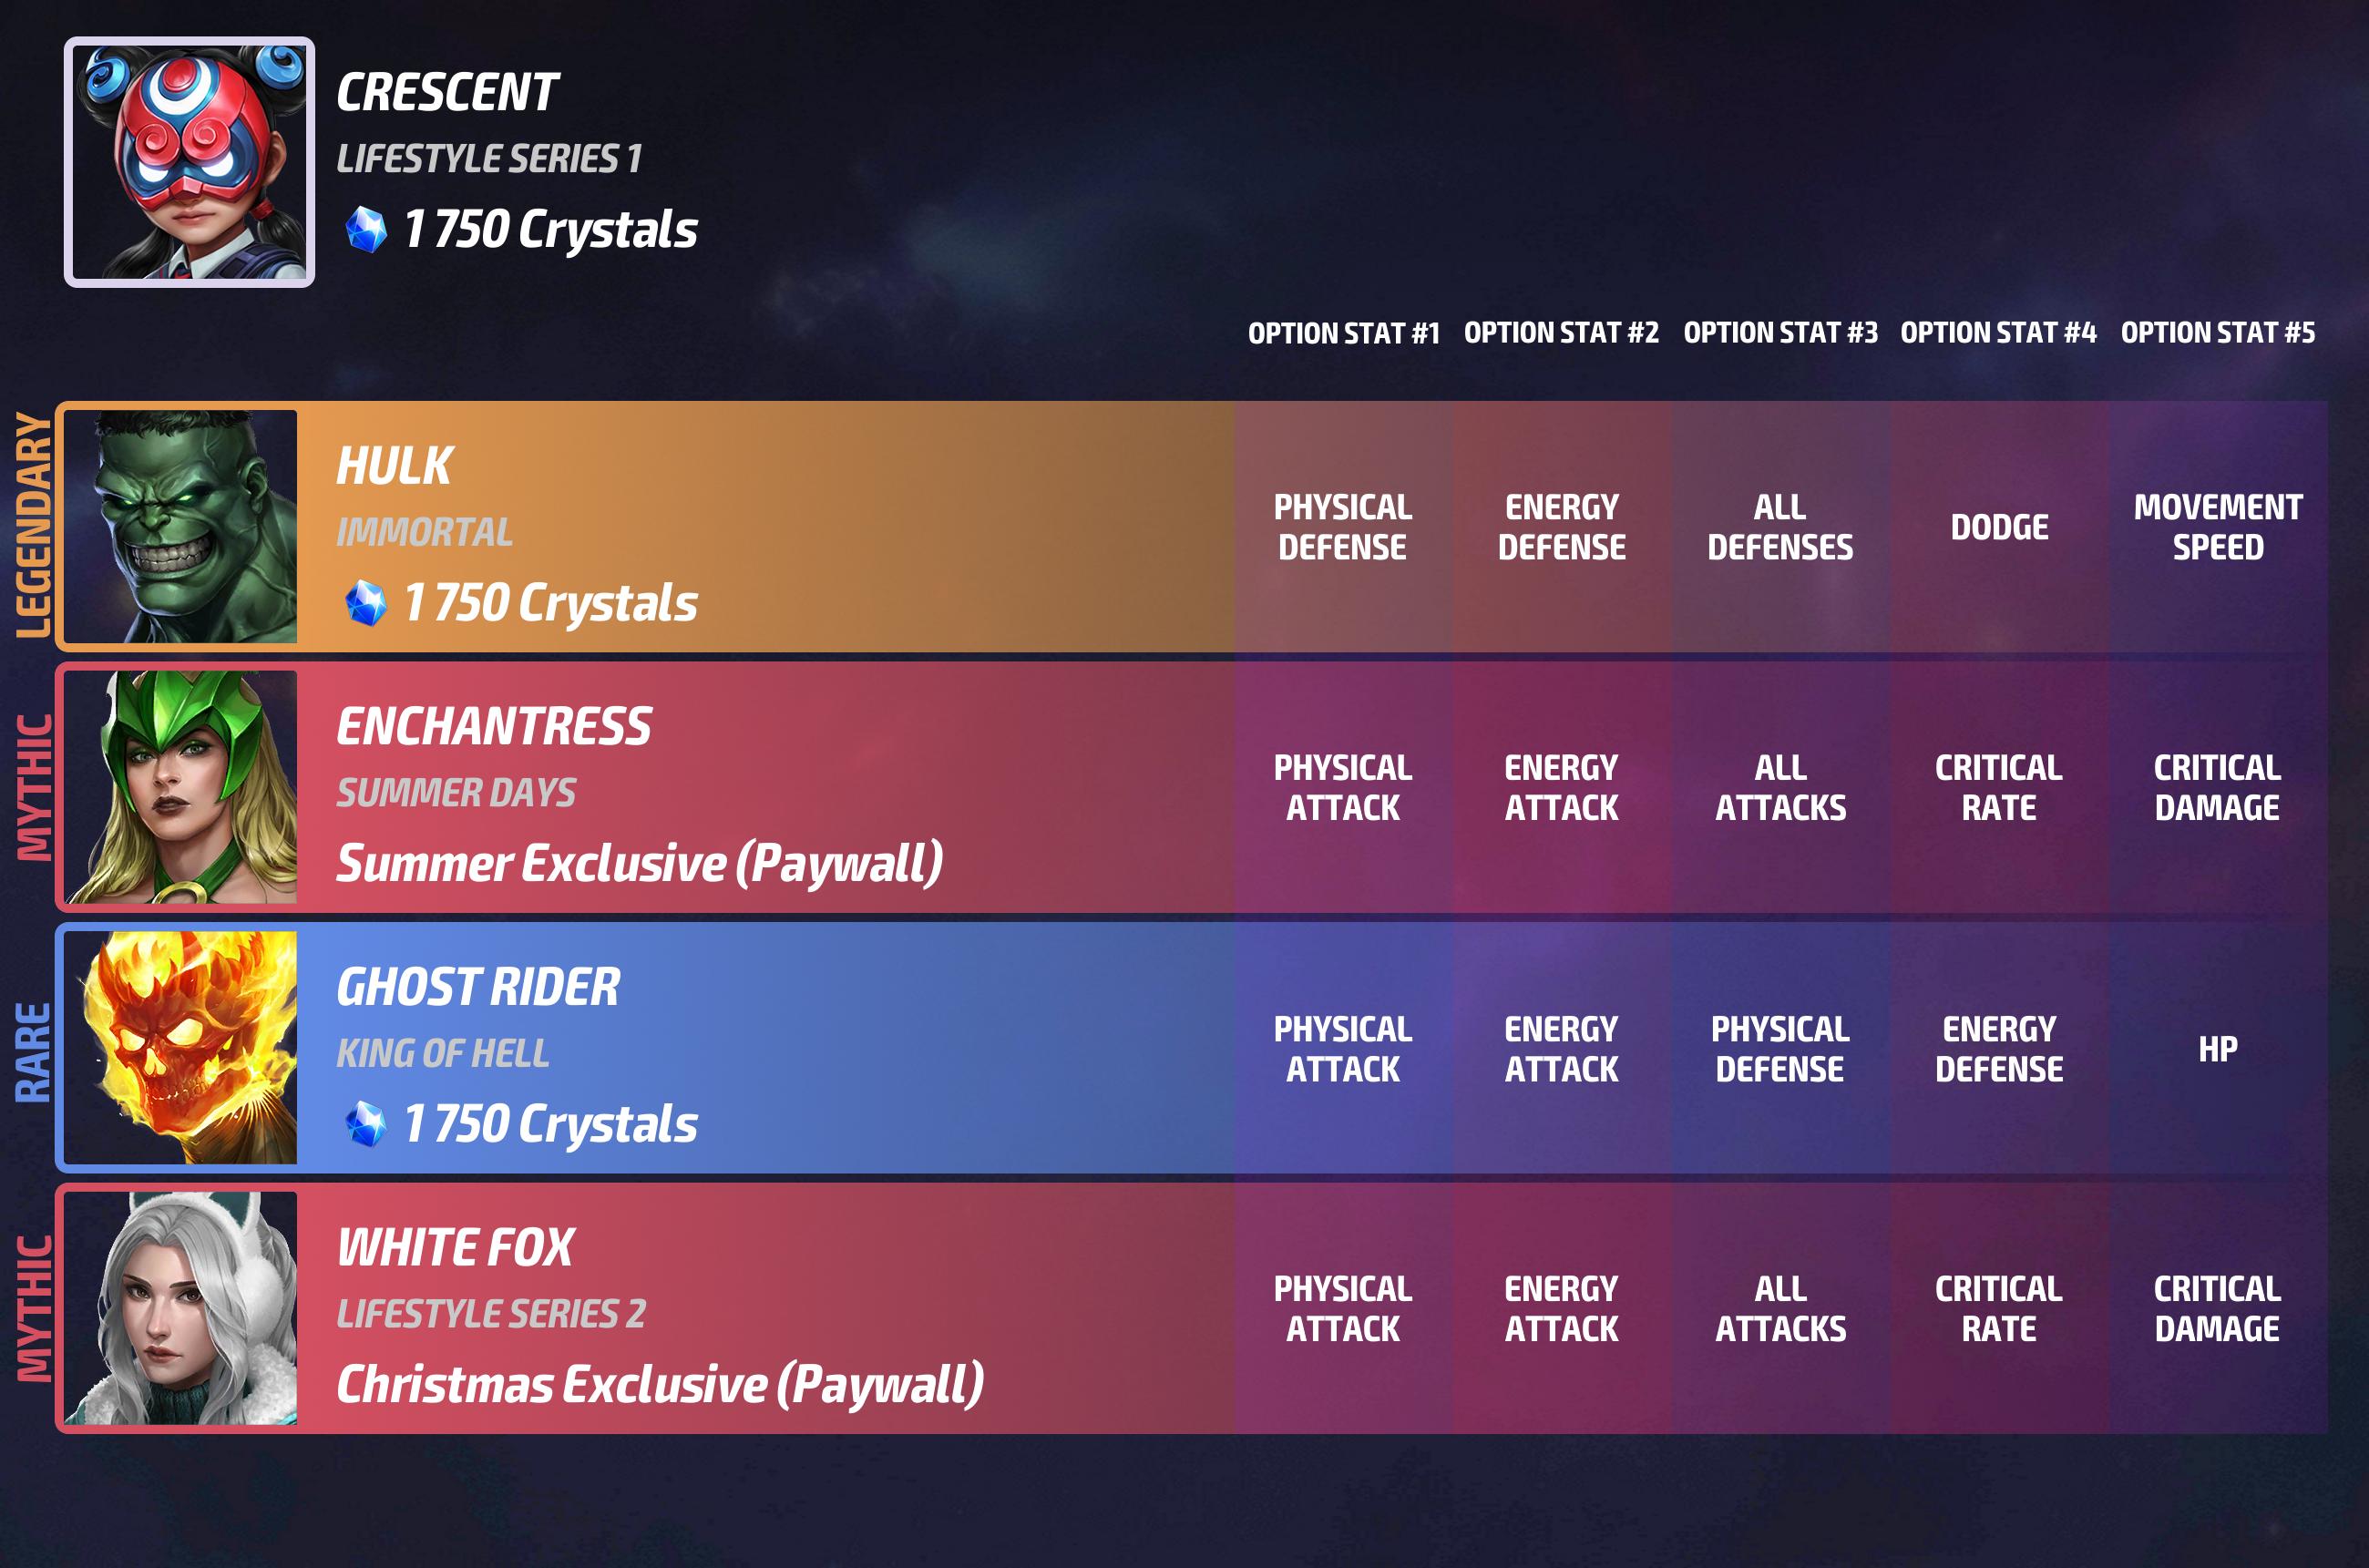 CRESCENT
LIFESTYLE SERIES 1
1 750 Crystals
OPTION STAT #1 OPTION STAT #2 OPTION STAT #3 OPTION STAT #4 OPTION STAT #5
LEGENDARY
HULK
IMMORTAL
1 750 Crystals
PHYSICAL
DEFENSE
ENERGY
DEFENSE
ALL
DEFENSES
DODGE
MOVEMENT
SPEED
MYTHIC
ENCHANTRESS
SUMMER DAYS
Summer Exclusive (Paywall)
PHYSICAL
ATTACK
ENERGY
ATTACK
ALL
ATTACKS
CRITICAL
RATE
CRITICAL
DAMAGE
RARE
GHOST RIDER
KING OF HELL
1 750 Crystals
PHYSICAL
ATTACK
ENERGY
ATTACK
PHYSICAL
DEFENSE
ENERGY
DEFENSE
HP
MYTHIC
WHITE FOX
LIFESTYLE SERIES 2
Christmas Exclusive (Paywall)
PHYSICAL
ATTACK
ENERGY
ATTACK
ALL
ATTACKS
CRITICAL
RATE
CRITICAL
DAMAGE